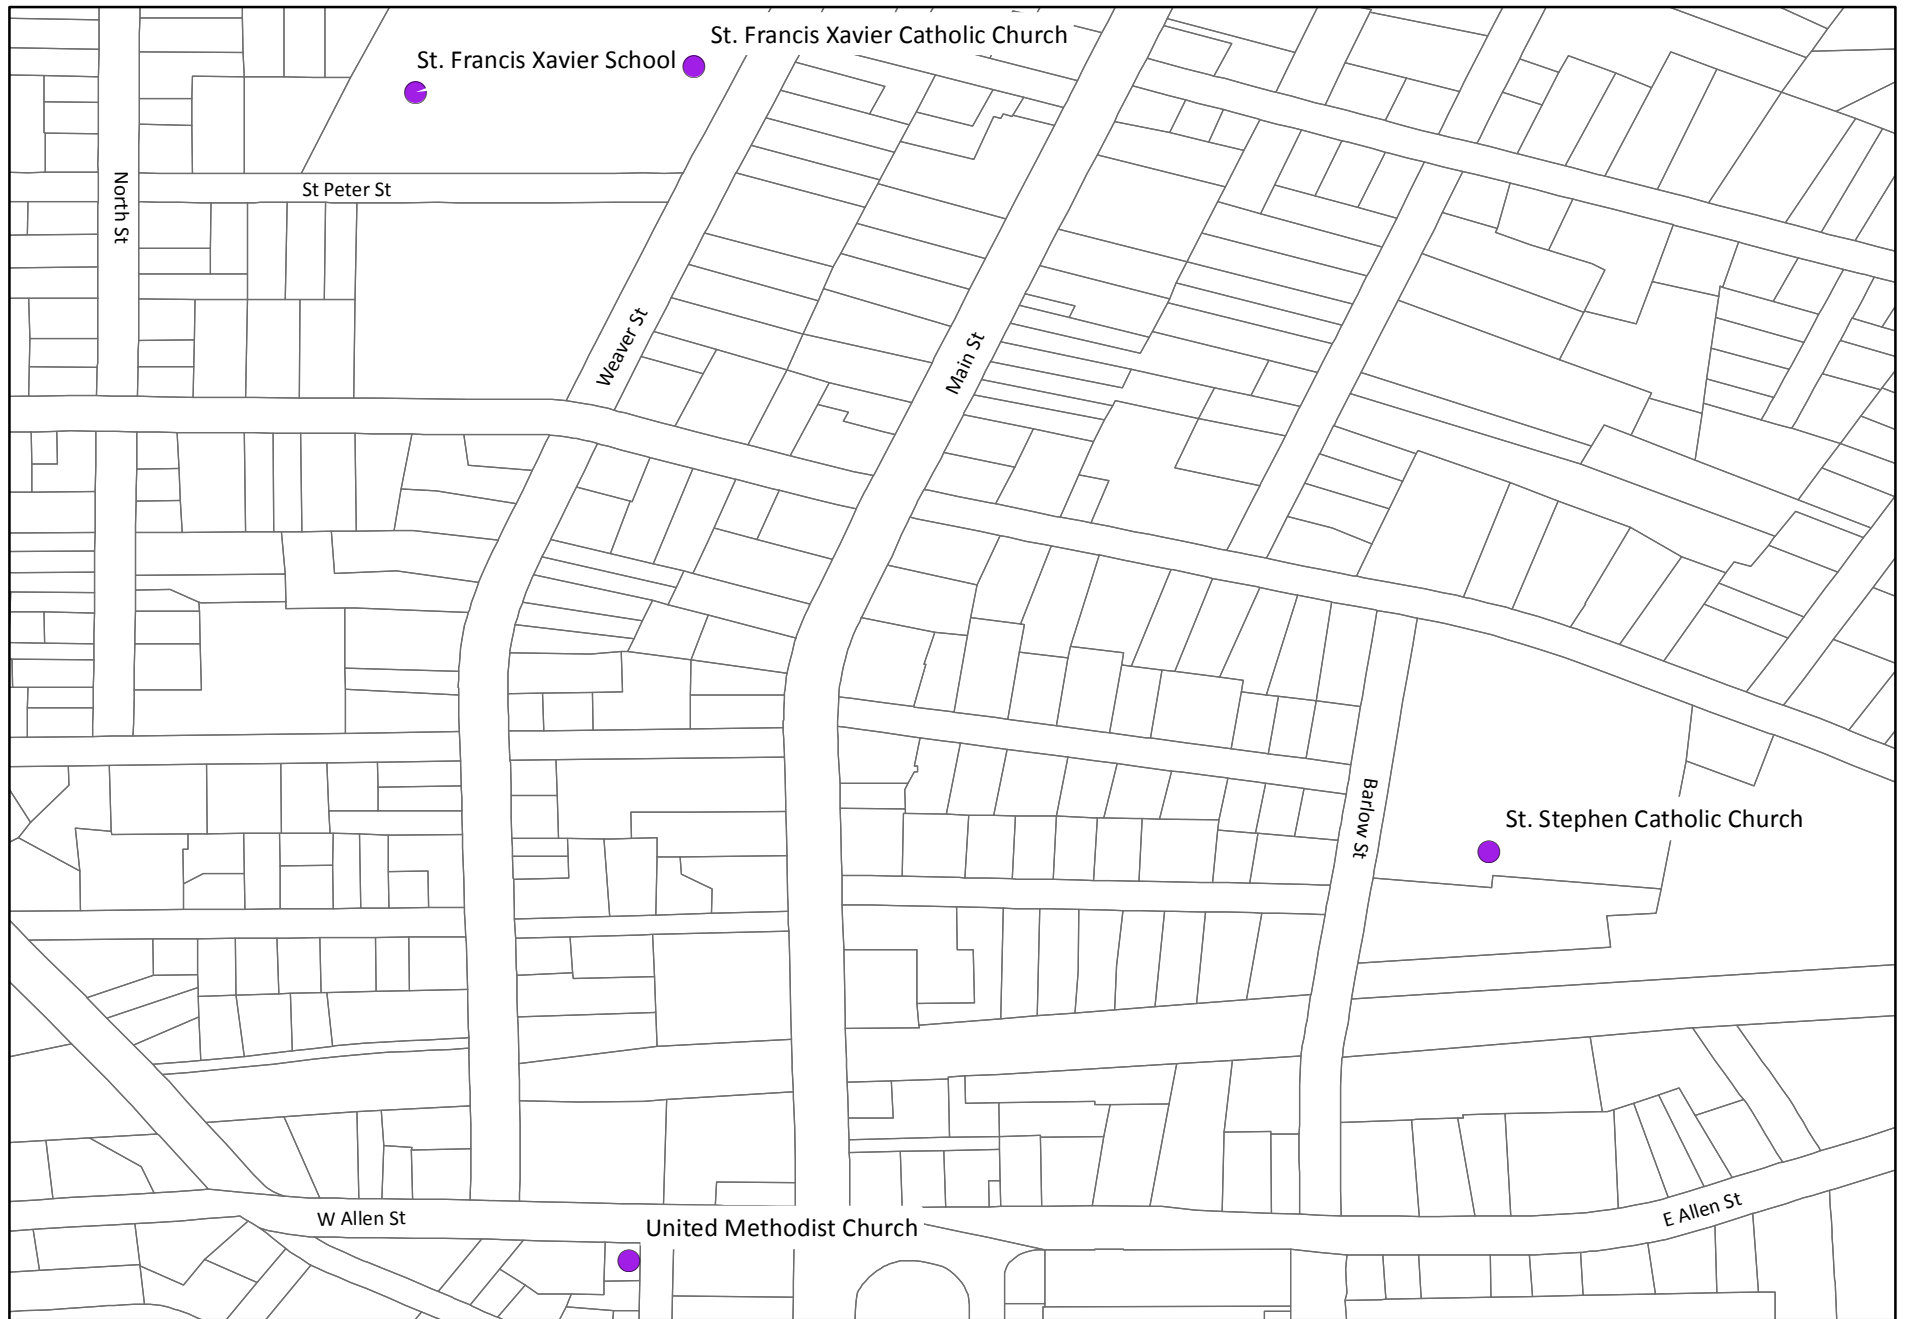 St. Francis Xavier Catholic Church
St. Francis Xavier School
North St
St Peter St
Weaver St
Main St
Barlow St
St. Stephen Catholic Church
W Allen St
E Allen St
United Methodist Church